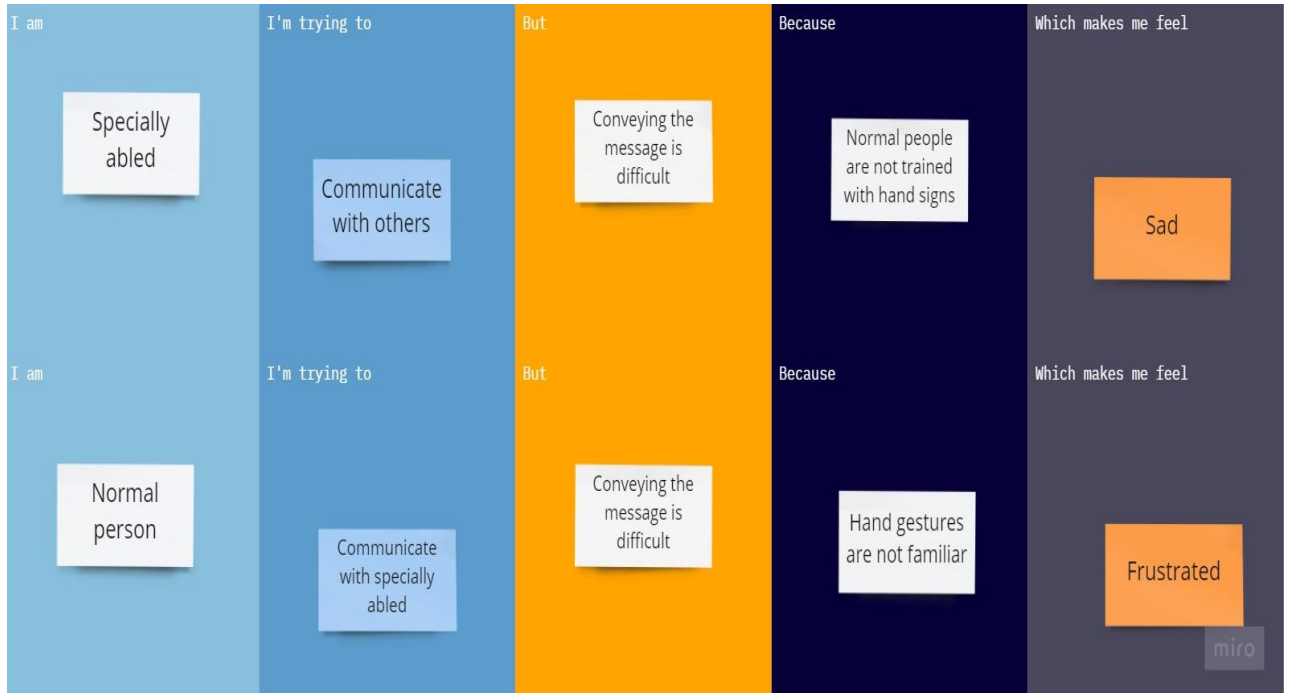 I am
I'm trying to
But
Because
Which makes me feel
Specially
abled
Communicate
with others
Conveying the
message is
difficult
Normal people
are not trained
with hand signs
Sad
I am
I'm trying to
But
Because
Which makes me feel
Normal
person
Communicate
with specially
abled
Conveying the
message is
difficult
Hand gestures
are not familiar
Frustrated
miro